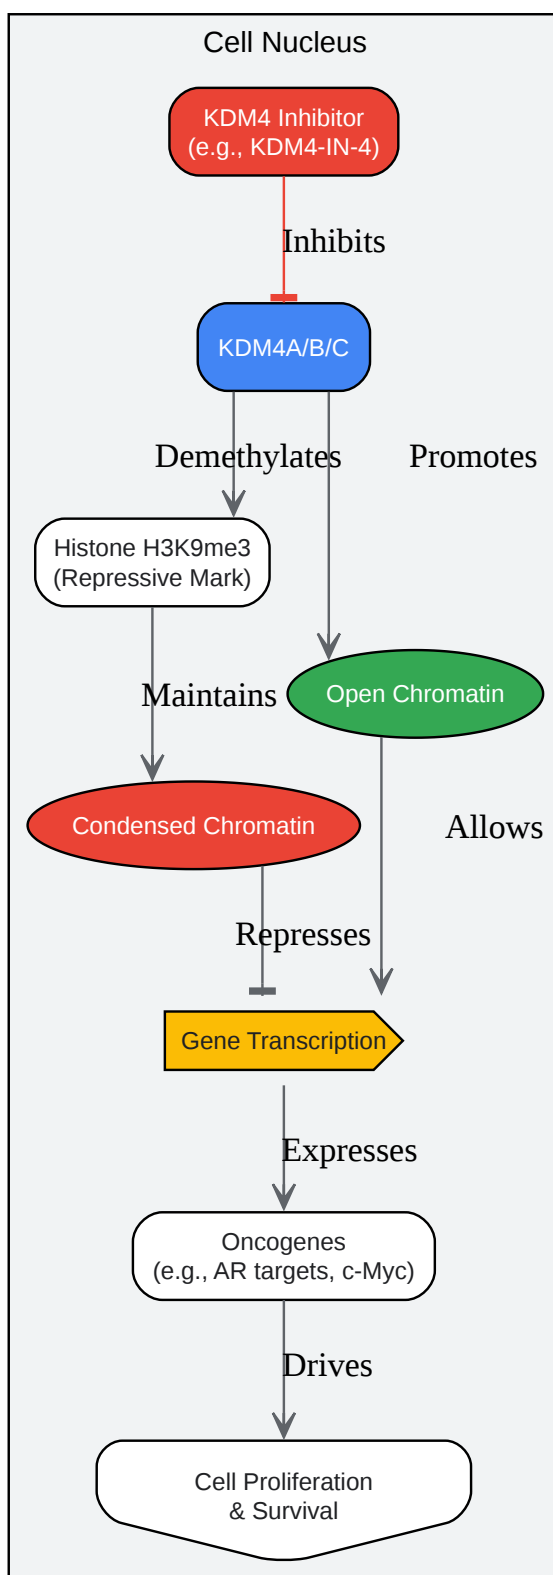 Cell Nucleus
KDM4 Inhibitor
(e.g., KDM4-IN-4)
Inhibits
KDM4A/B/C
Demethylates
Promotes
Histone H3K9me3
(Repressive Mark)
Maintains
Open Chromatin
Condensed Chromatin
Allows
Represses
Gene Transcription
Expresses
Oncogenes
(e.g., AR targets, c-Myc)
Drives
Cell Proliferation
& Survival